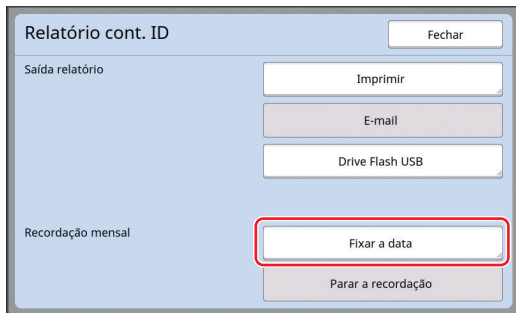 Relatório cont. ID
Fechar
Saída relatório
Imprimir
E-mail
Drive Flash USB
Recordação mensal
Fixar a data
Parar a recordação